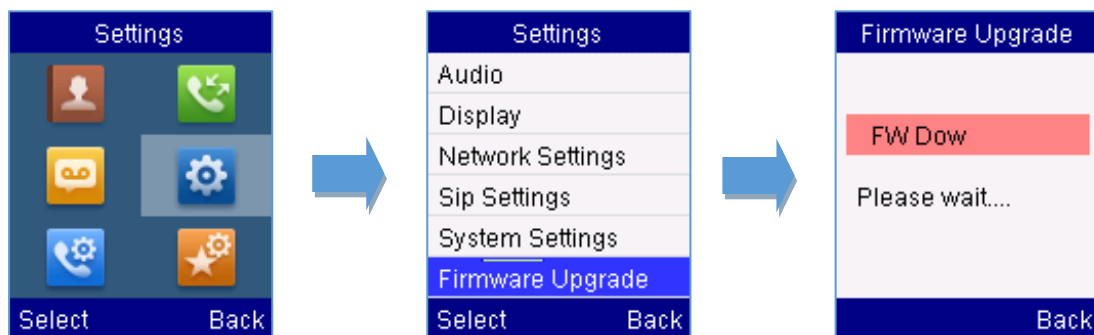 Settings
Select Back
Settings
Audio
Display
Network Settings
Sip Settings
System Settings
Firmware Upgrade
Select Back
Firmware Upgrade
FW Dow
Please wait....
Back